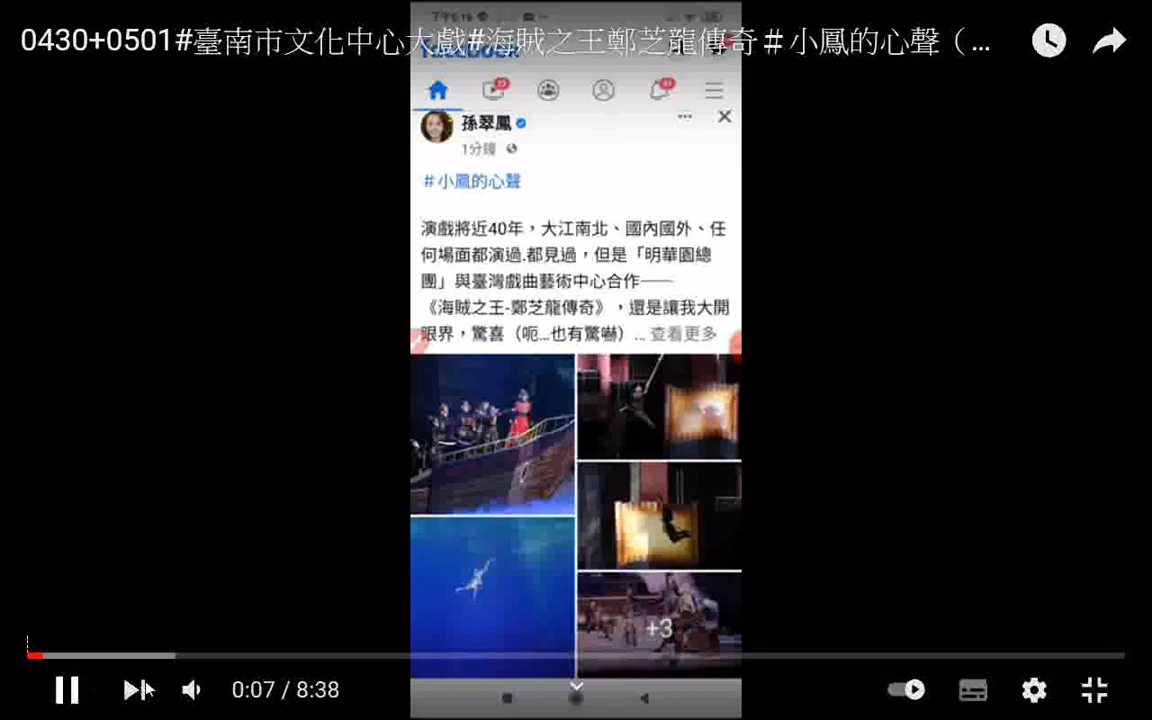 0430+0501#臺南市文化中心大戲#海賊之王鄭芝龍傳奇＃小鳳的心聲（...
孫翠鳳
1分鐘
#小鳳的心聲
演戲將近40年，大江南北、國內國外、任
何場面都演過.都見過，但是「明華園總
團」與臺灣戲曲藝術中心合作——
《海賊之王-鄭芝龍傳奇》，還是讓我大開
眼界，驚喜（呃...也有驚嚇）... 查看更多
+3
0:07 / 8:38